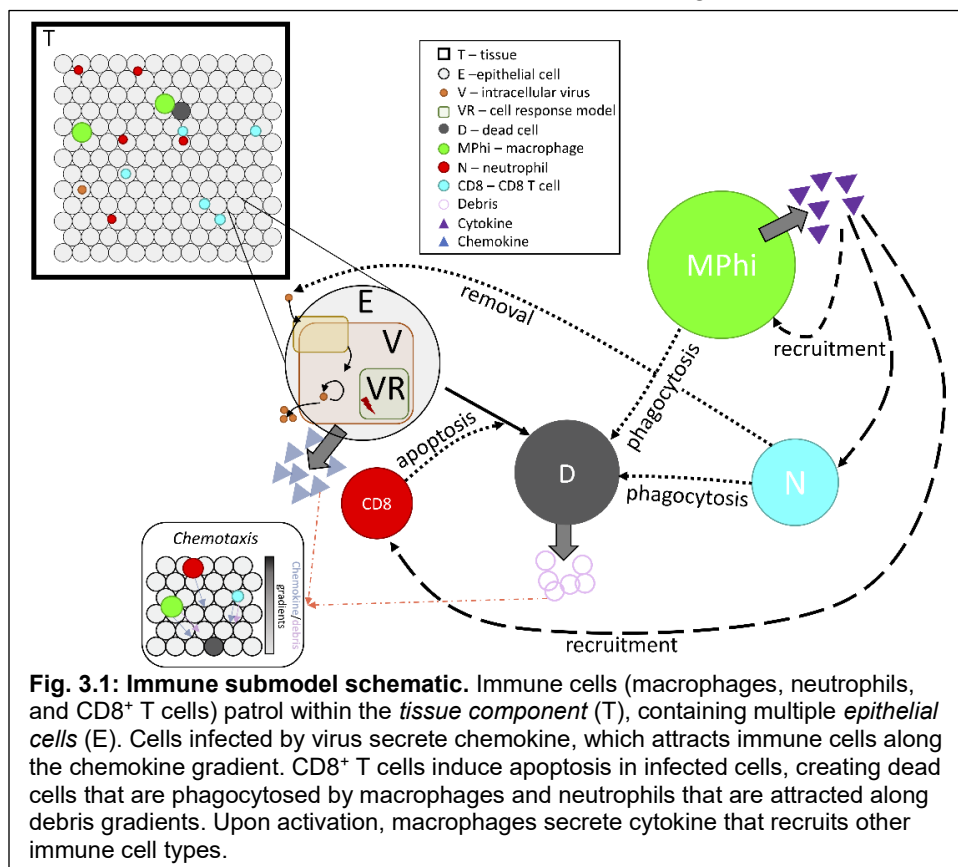 T
T – tissue
E –epithelial cell
V – intracellular virus
VR – cell response model
D – dead cell
MPhi – macrophage
N – neutrophil
CD8 – CD8 T cell
Debris
Cytokine
Chemokine
MPhi
removal
E
V
VR
recruitment
phagocytosis
apoptosis
D
N
phagocytosis
CD8
Chemotaxis
Chemokine/debris
gradients
recruitment
Fig. 3.1: Immune submodel schematic. Immune cells (macrophages, neutrophils,
and CD8⁺ T cells) patrol within the tissue component (T), containing multiple epithelial
cells (E). Cells infected by virus secrete chemokine, which attracts immune cells along
the chemokine gradient. CD8⁺ T cells induce apoptosis in infected cells, creating dead
cells that are phagocytosed by macrophages and neutrophils that are attracted along
debris gradients. Upon activation, macrophages secrete cytokine that recruits other
immune cell types.